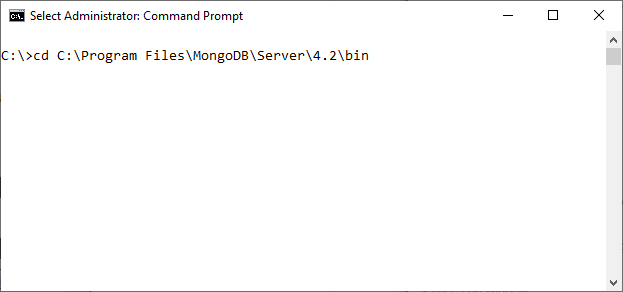 Select Administrator: Command Prompt
C:\>cd C:\Program Files\MongoDB\Server\4.2\bin